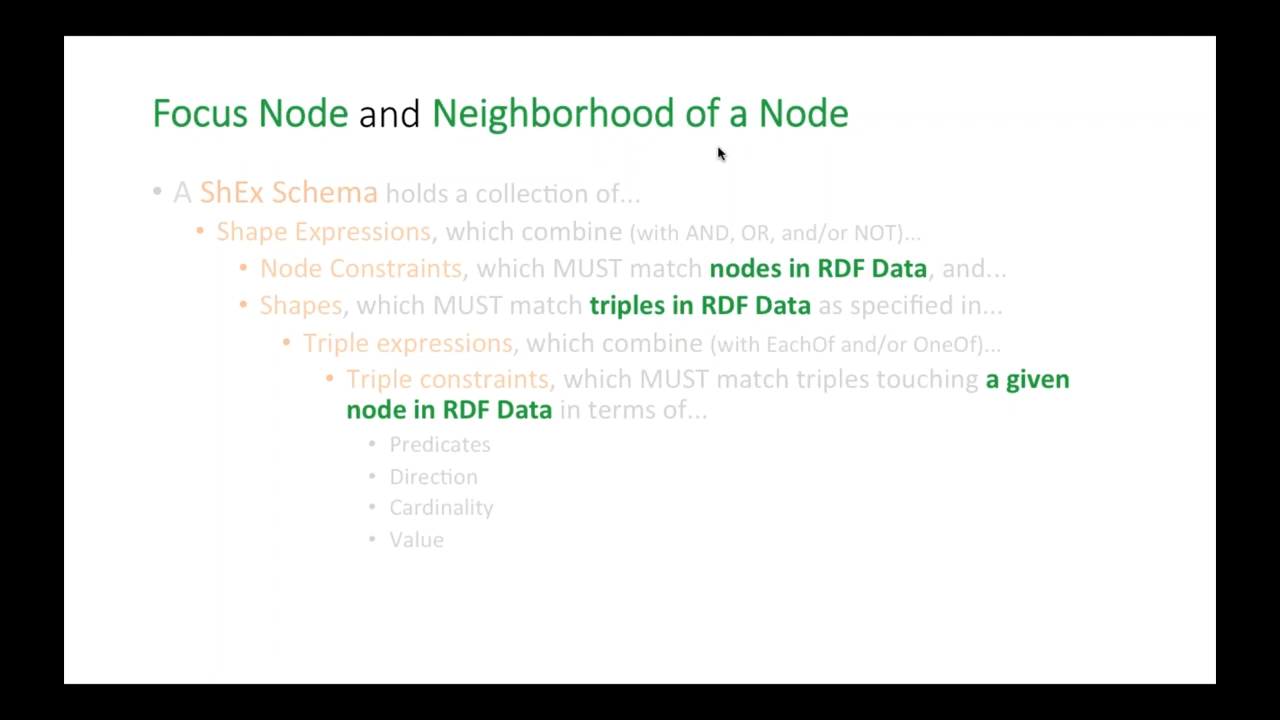 Focus Node and Neighborhood of a Node
• A ShEx Schema holds a collection of...
• Shape Expressions, which combine (with AND, OR, and/or NOT)...
• Node Constraints, which MUST match nodes in RDF Data, and...
• Shapes, which MUST match triples in RDF Data as specified in...
• Triple expressions, which combine (with EachOf and/or OneOf)...
• Triple constraints, which MUST match triples touching a given
node in RDF Data in terms of...
• Predicates
• Direction
• Cardinality
• Value